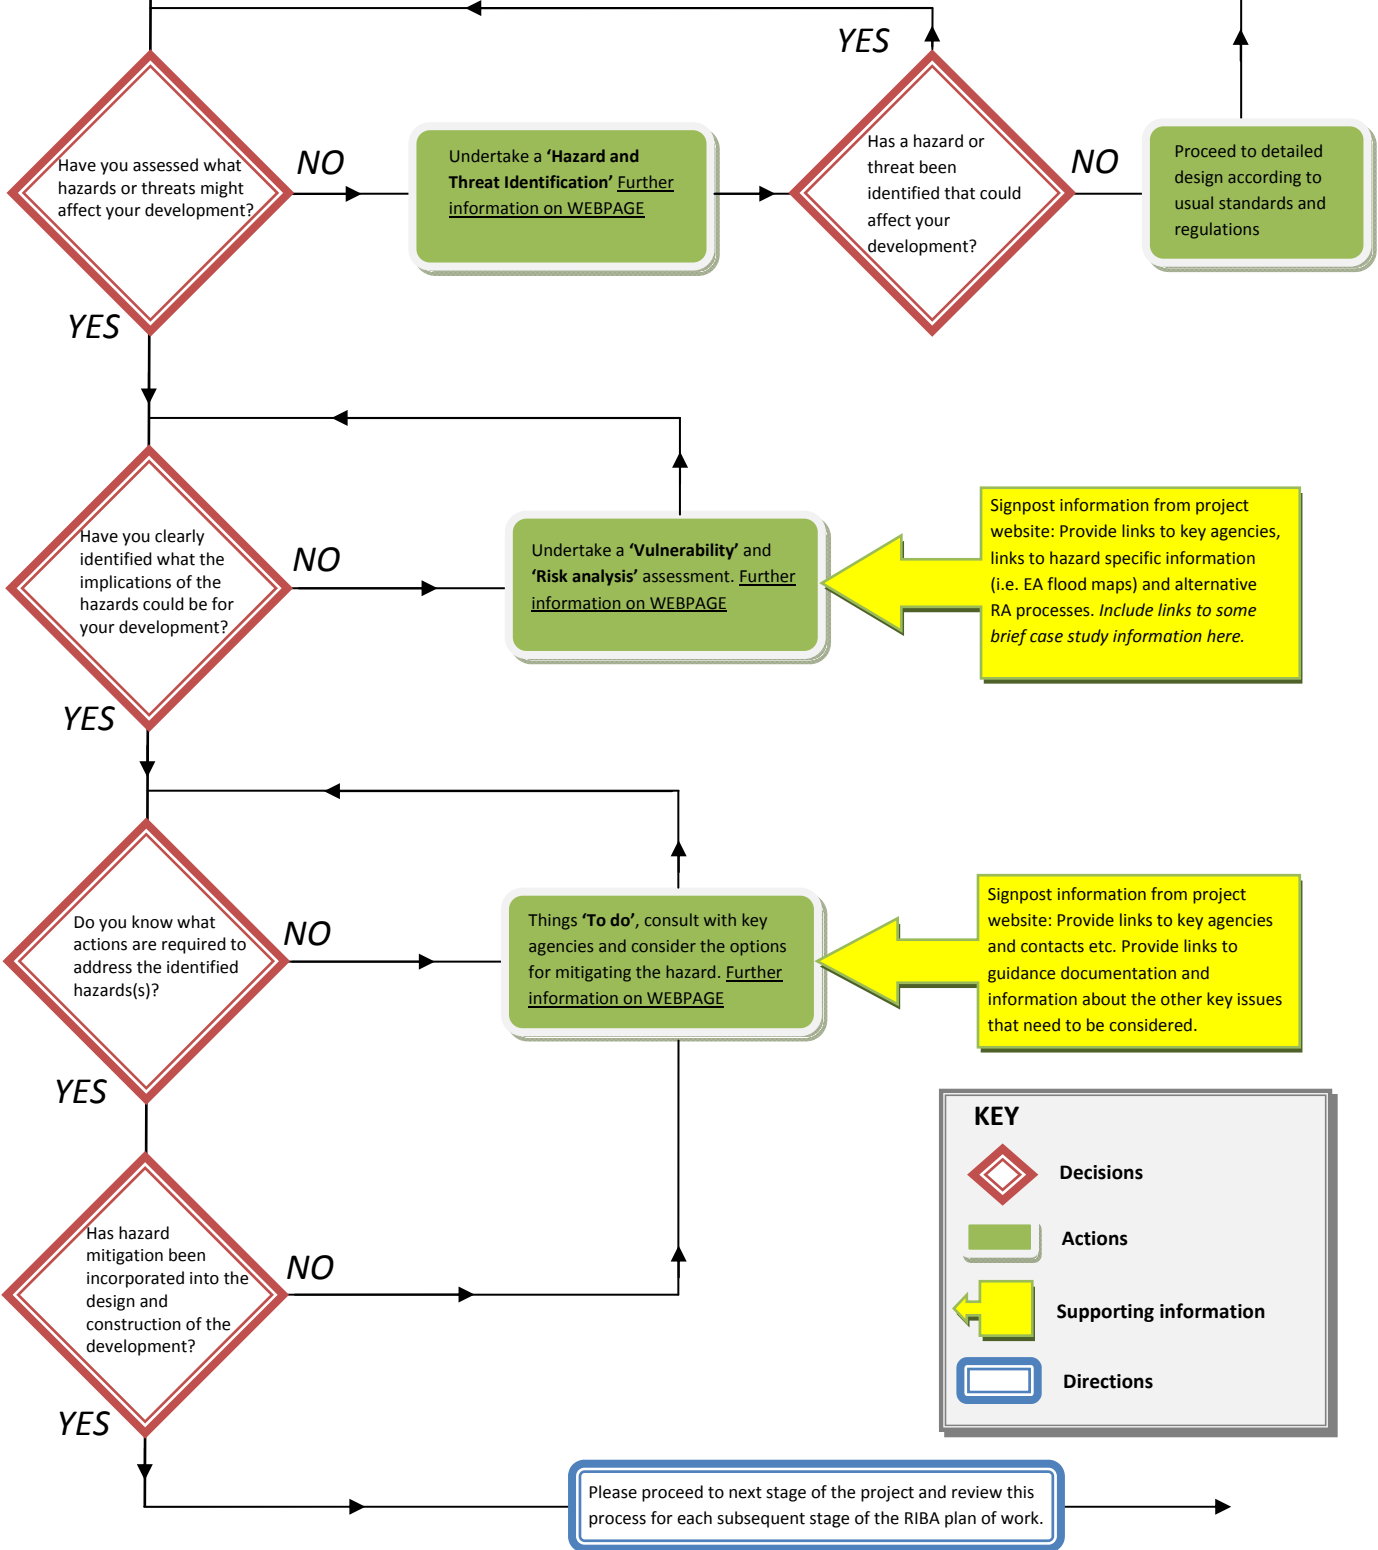 YES
Have you assessed what
hazards or threats might
affect your development?
NO
Undertake a ‘Hazard and
Threat Identification’ Further
information on WEBPAGE
Has a hazard or
threat been
identified that could
affect your
development?
NO
Proceed to detailed
design according to
usual standards and
regulations
YES
Have you clearly
identified what the
implications of the
hazards could be for
your development?
NO
Undertake a ‘Vulnerability’ and
‘Risk analysis’ assessment. Further
information on WEBPAGE
Signpost information from project
website: Provide links to key agencies,
links to hazard specific information
(i.e. EA flood maps) and alternative
RA processes. Include links to some
brief case study information here.
YES
Do you know what
actions are required to
address the identified
hazards(s)?
NO
Things ‘To do’, consult with key
agencies and consider the options
for mitigating the hazard. Further
information on WEBPAGE
Signpost information from project
website: Provide links to key agencies
and contacts etc. Provide links to
guidance documentation and
information about the other key issues
that need to be considered.
YES
Has hazard
mitigation been
incorporated into the
design and
construction of the
development?
NO
KEY
Decisions
Actions
Supporting information
Directions
YES
Please proceed to next stage of the project and review this
process for each subsequent stage of the RIBA plan of work.